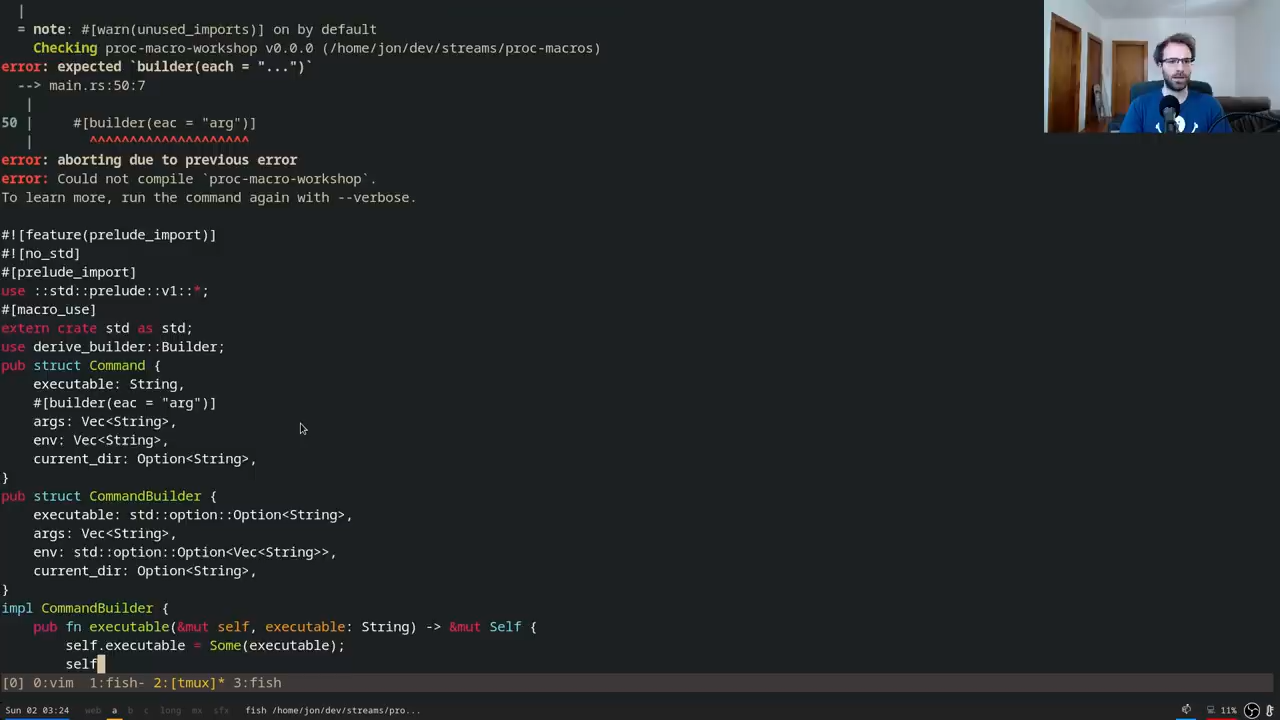 |
= note: #[warn(unused_imports)] on by default
Checking proc-macro-workshop v0.0.0 (/home/jon/dev/streams/proc-macros)
error: expected `builder(each = "...")`
--> main.rs:50:7
|
50 |     #[builder(eac = "arg")]
|       ^^^^^^^^^^^^^^^^^^^^
error: aborting due to previous error
error: Could not compile `proc-macro-workshop`.
To learn more, run the command again with --verbose.
#![feature(prelude_import)]
#![no_std]
#[prelude_import]
use ::std::prelude::v1::*;
#[macro_use]
extern crate std as std;
use derive_builder::Builder;
pub struct Command {
    executable: String,
    #[builder(eac = "arg")]
    args: Vec<String>,
    env: Vec<String>,
    current_dir: Option<String>,
}
pub struct CommandBuilder {
    executable: std::option::Option<String>,
    args: Vec<String>,
    env: std::option::Option<Vec<String>>,
    current_dir: Option<String>,
}
impl CommandBuilder {
    pub fn executable(&mut self, executable: String) -> &mut Self {
        self.executable = Some(executable);
        self
[0] 0:vim  1:fish- 2:[tmux]* 3:fish
Sun 02 03:24 web a b c long mx sfx fish /home/jon/dev/streams/pro... 11%